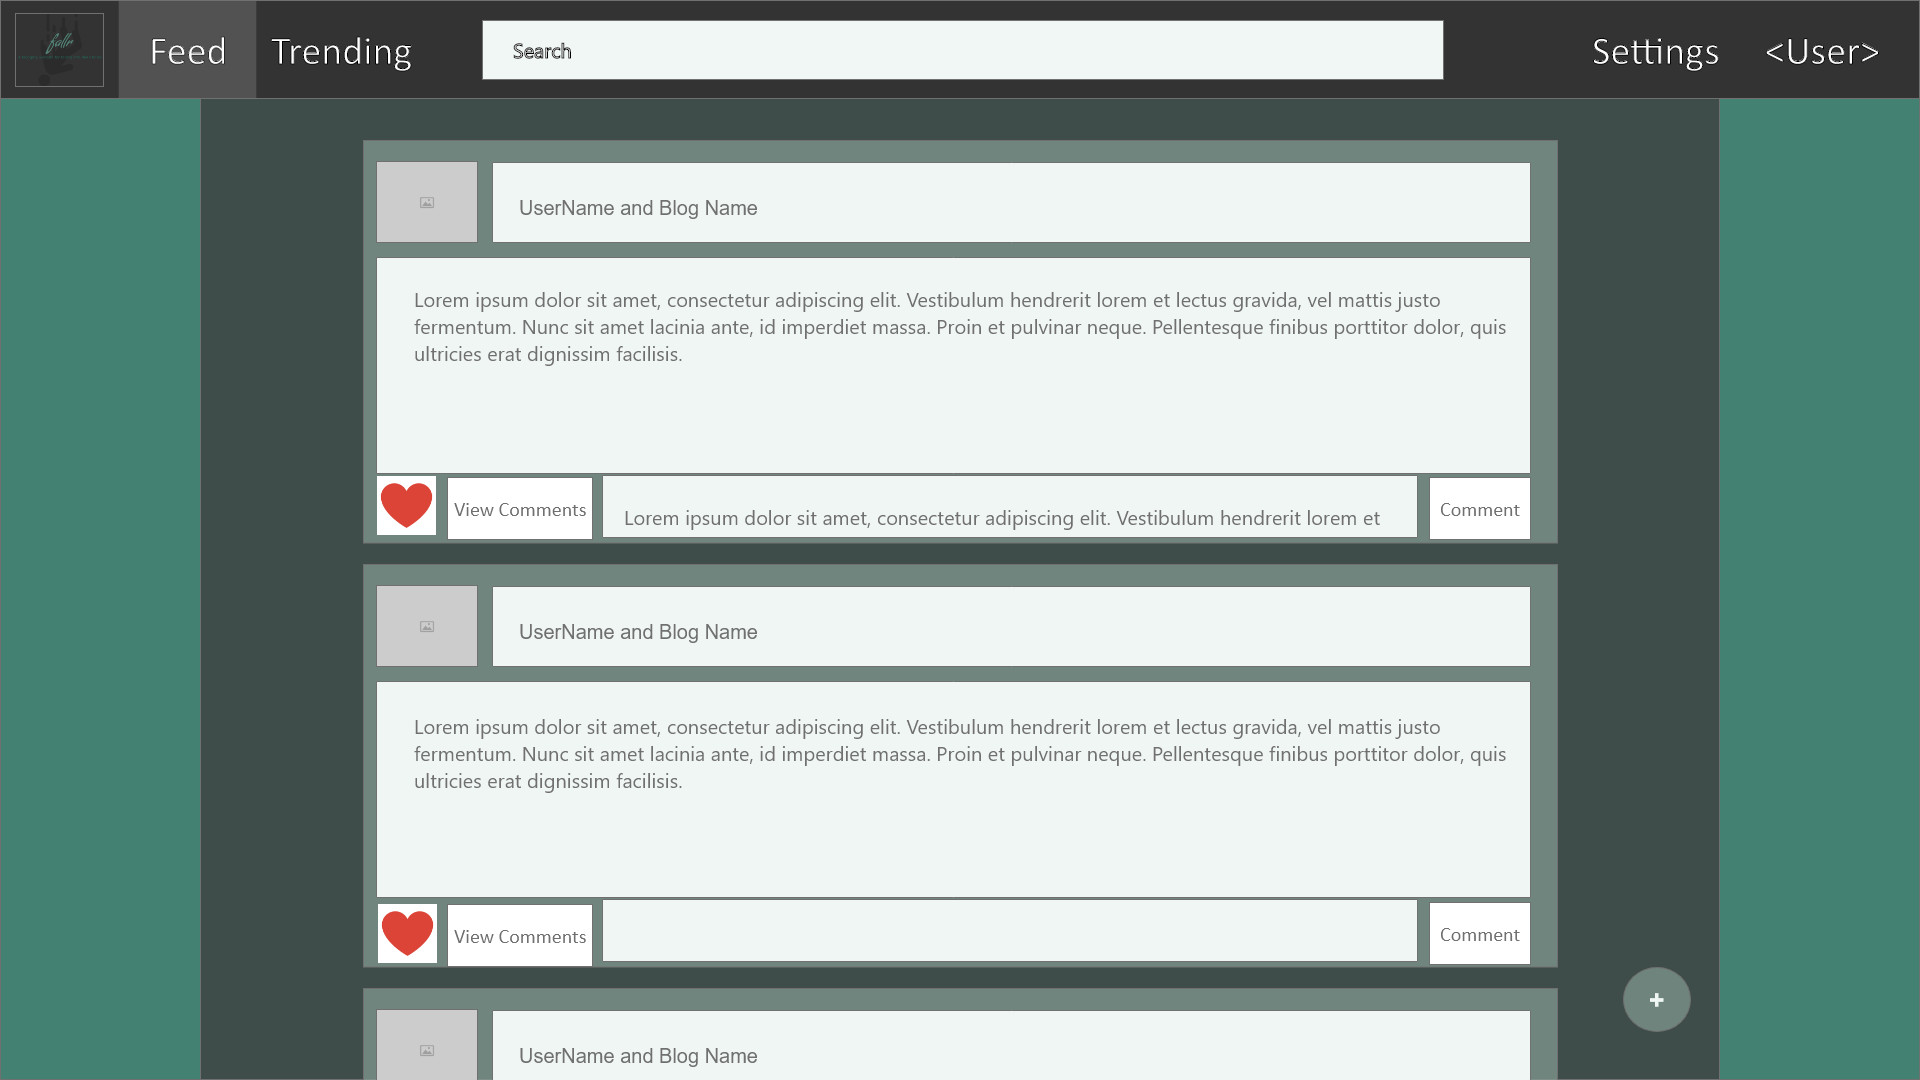 fallr
Feed
Trending
Search
Settings
<User>
UserName and Blog Name
Lorem ipsum dolor sit amet, consectetur adipiscing elit. Vestibulum hendrerit lorem et lectus gravida, vel mattis justo
fermentum. Nunc sit amet lacinia ante, id imperdiet massa. Proin et pulvinar neque. Pellentesque finibus porttitor dolor, quis
ultricies erat dignissim facilisis.
View Comments
Lorem ipsum dolor sit amet, consectetur adipiscing elit. Vestibulum hendrerit lorem et
Comment
UserName and Blog Name
Lorem ipsum dolor sit amet, consectetur adipiscing elit. Vestibulum hendrerit lorem et lectus gravida, vel mattis justo
fermentum. Nunc sit amet lacinia ante, id imperdiet massa. Proin et pulvinar neque. Pellentesque finibus porttitor dolor, quis
ultricies erat dignissim facilisis.
View Comments
Comment
+
UserName and Blog Name